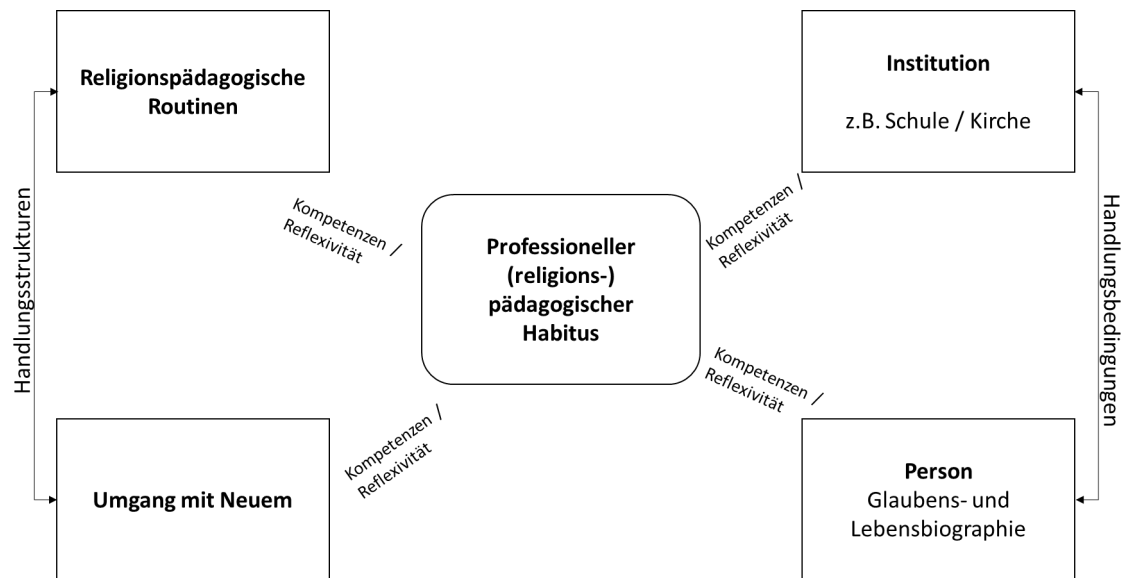 Religionspädagogische
Routinen
Institution
z.B. Schule / Kirche
Handlungsstrukturen
Handlungsbedingungen
Kompetenzen /
Reflexivität
Kompetenzen /
Reflexivität
Professioneller
(religions-)
pädagogischer
Habitus
Kompetenzen /
Reflexivität
Kompetenzen /
Reflexivität
Umgang mit Neuem
Person
Glaubens- und
Lebensbiographie